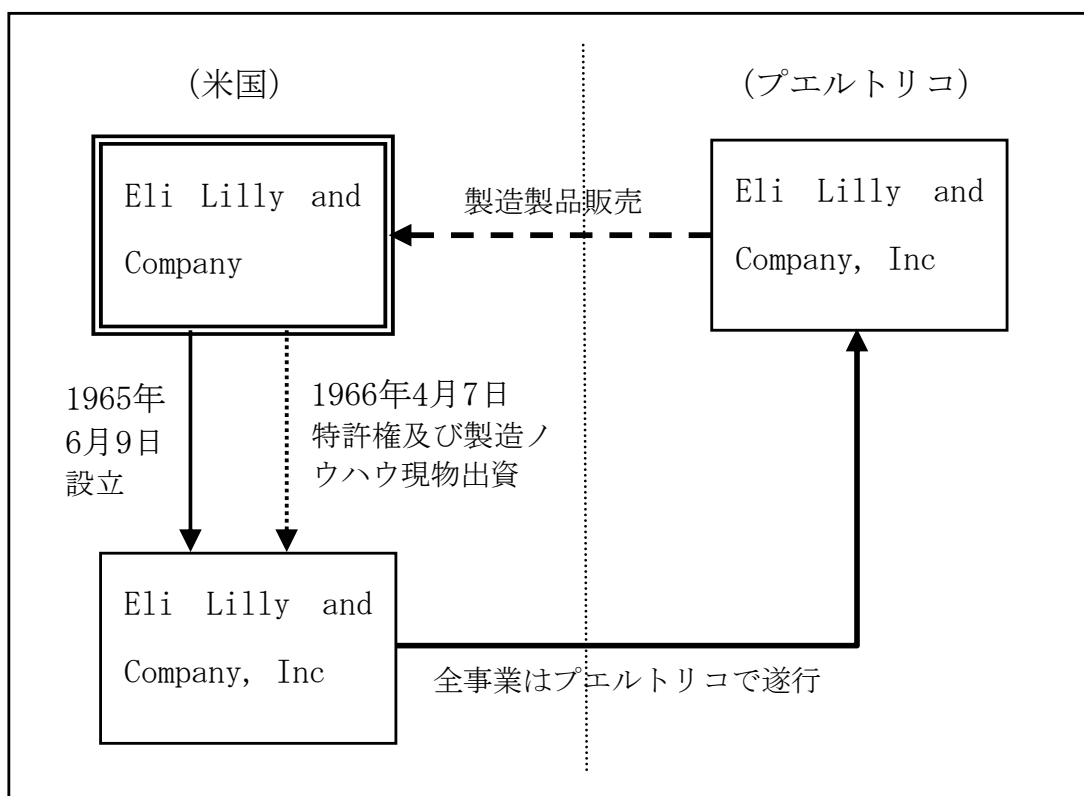 (米国)
(プエルトリコ)
Eli Lilly and
Company
製造製品販売
Eli Lilly and
Company, Inc
1965年
6月9日
設立
1966年4月7日
特許権及び製造ノ
ウハウ現物出資
Eli Lilly and
Company, Inc
全事業はプエルトリコで遂行